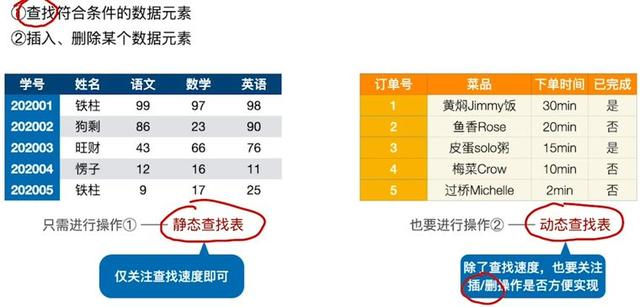 ①查找符合条件的数据元素
②插入、删除某个数据元素
学号 姓名 语文 数学 英语
202001 铁柱 99 97 98
202002 狗剩 86 23 90
202003 旺财 43 66 76
202004 愣子 12 16 11
202005 铁柱 9 17 25
只需进行操作① 静态查找表
仅关注查找速度即可
订单号 菜品 下单时间 已完成
1 黄焖Jimmy饭 30min 是
2 鱼香Rose 20min 否
3 皮蛋solo粥 15min 是
4 梅菜Crow 10min 否
5 过桥Michelle 2min 否
也要进行操作② 动态查找表
除了查找速度，也要关注
插/删操作是否方便实现